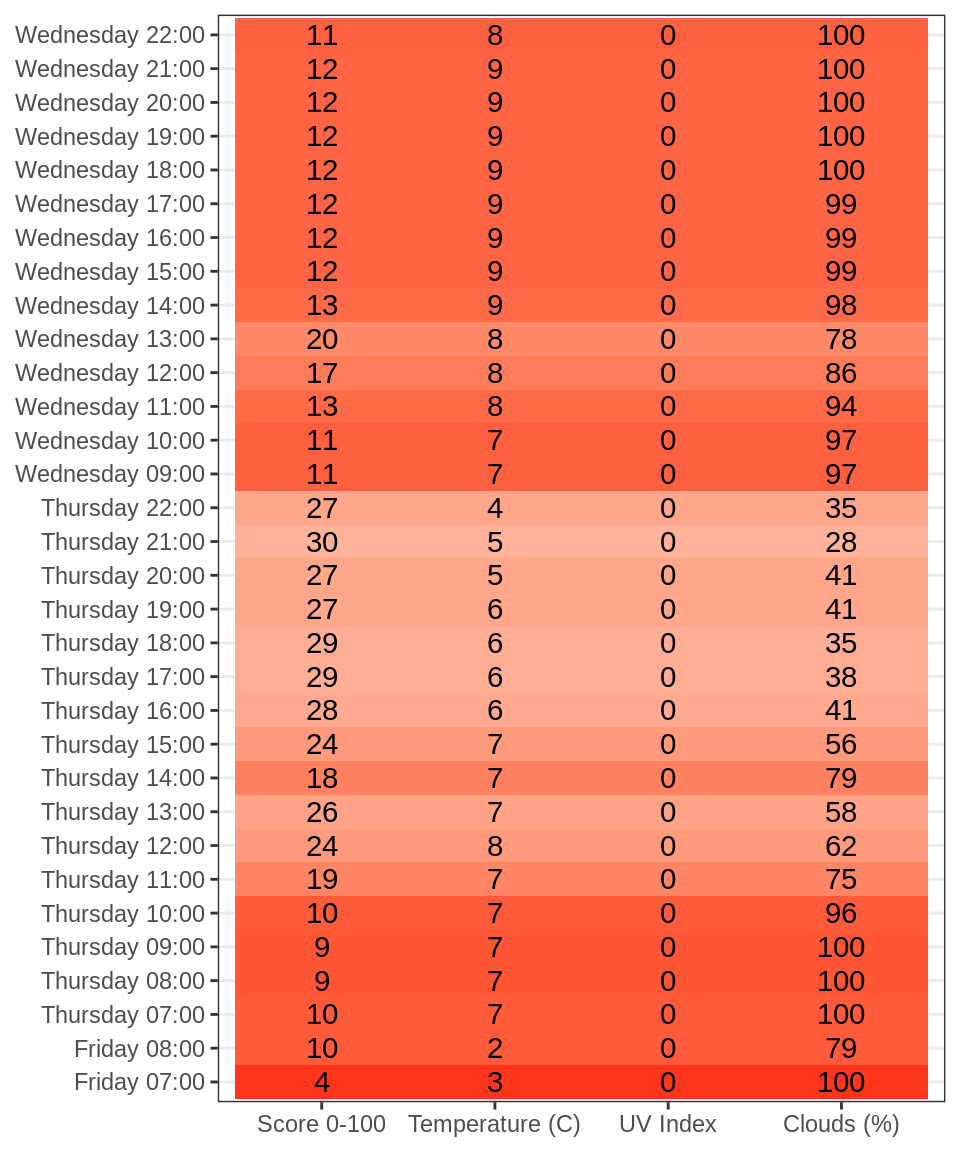 Wednesday 22:00 11 8 0 100
Wednesday 21:00 12 9 0 100
Wednesday 20:00 12 9 0 100
Wednesday 19:00 12 9 0 100
Wednesday 18:00 12 9 0 100
Wednesday 17:00 12 9 0 99
Wednesday 16:00 12 9 0 99
Wednesday 15:00 12 9 0 99
Wednesday 14:00 13 9 0 98
Wednesday 13:00 20 8 0 78
Wednesday 12:00 17 8 0 86
Wednesday 11:00 13 8 0 94
Wednesday 10:00 11 7 0 97
Wednesday 09:00 11 7 0 97
Thursday 22:00 27 4 0 35
Thursday 21:00 30 5 0 28
Thursday 20:00 27 5 0 41
Thursday 19:00 27 6 0 41
Thursday 18:00 29 6 0 35
Thursday 17:00 29 6 0 38
Thursday 16:00 28 6 0 41
Thursday 15:00 24 7 0 56
Thursday 14:00 18 7 0 79
Thursday 13:00 26 7 0 58
Thursday 12:00 24 8 0 62
Thursday 11:00 19 7 0 75
Thursday 10:00 10 7 0 96
Thursday 09:00 9 7 0 100
Thursday 08:00 9 7 0 100
Thursday 07:00 10 7 0 100
Friday 08:00 10 2 0 79
Friday 07:00 4 3 0 100
Score 0-100 Temperature (C) UV Index Clouds (%)